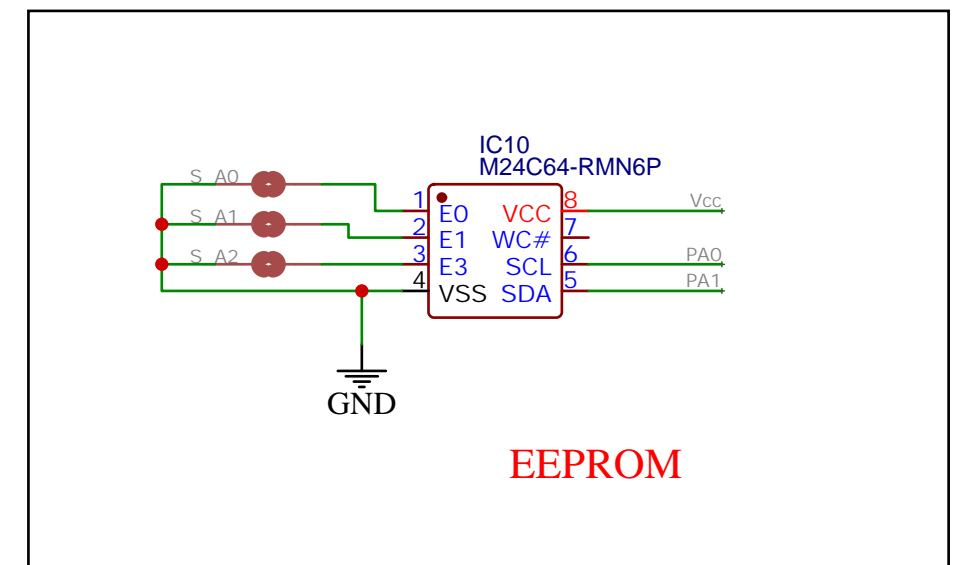 IC10
M24C64-RMN6P
S_A0
S_A1
S_A2
1
2
3
4
E0
E1
E3
VSS
VCC
WC#
SCL
SDA
8
7
6
5
Vcc
PA0
PA1
GND
EEPROM